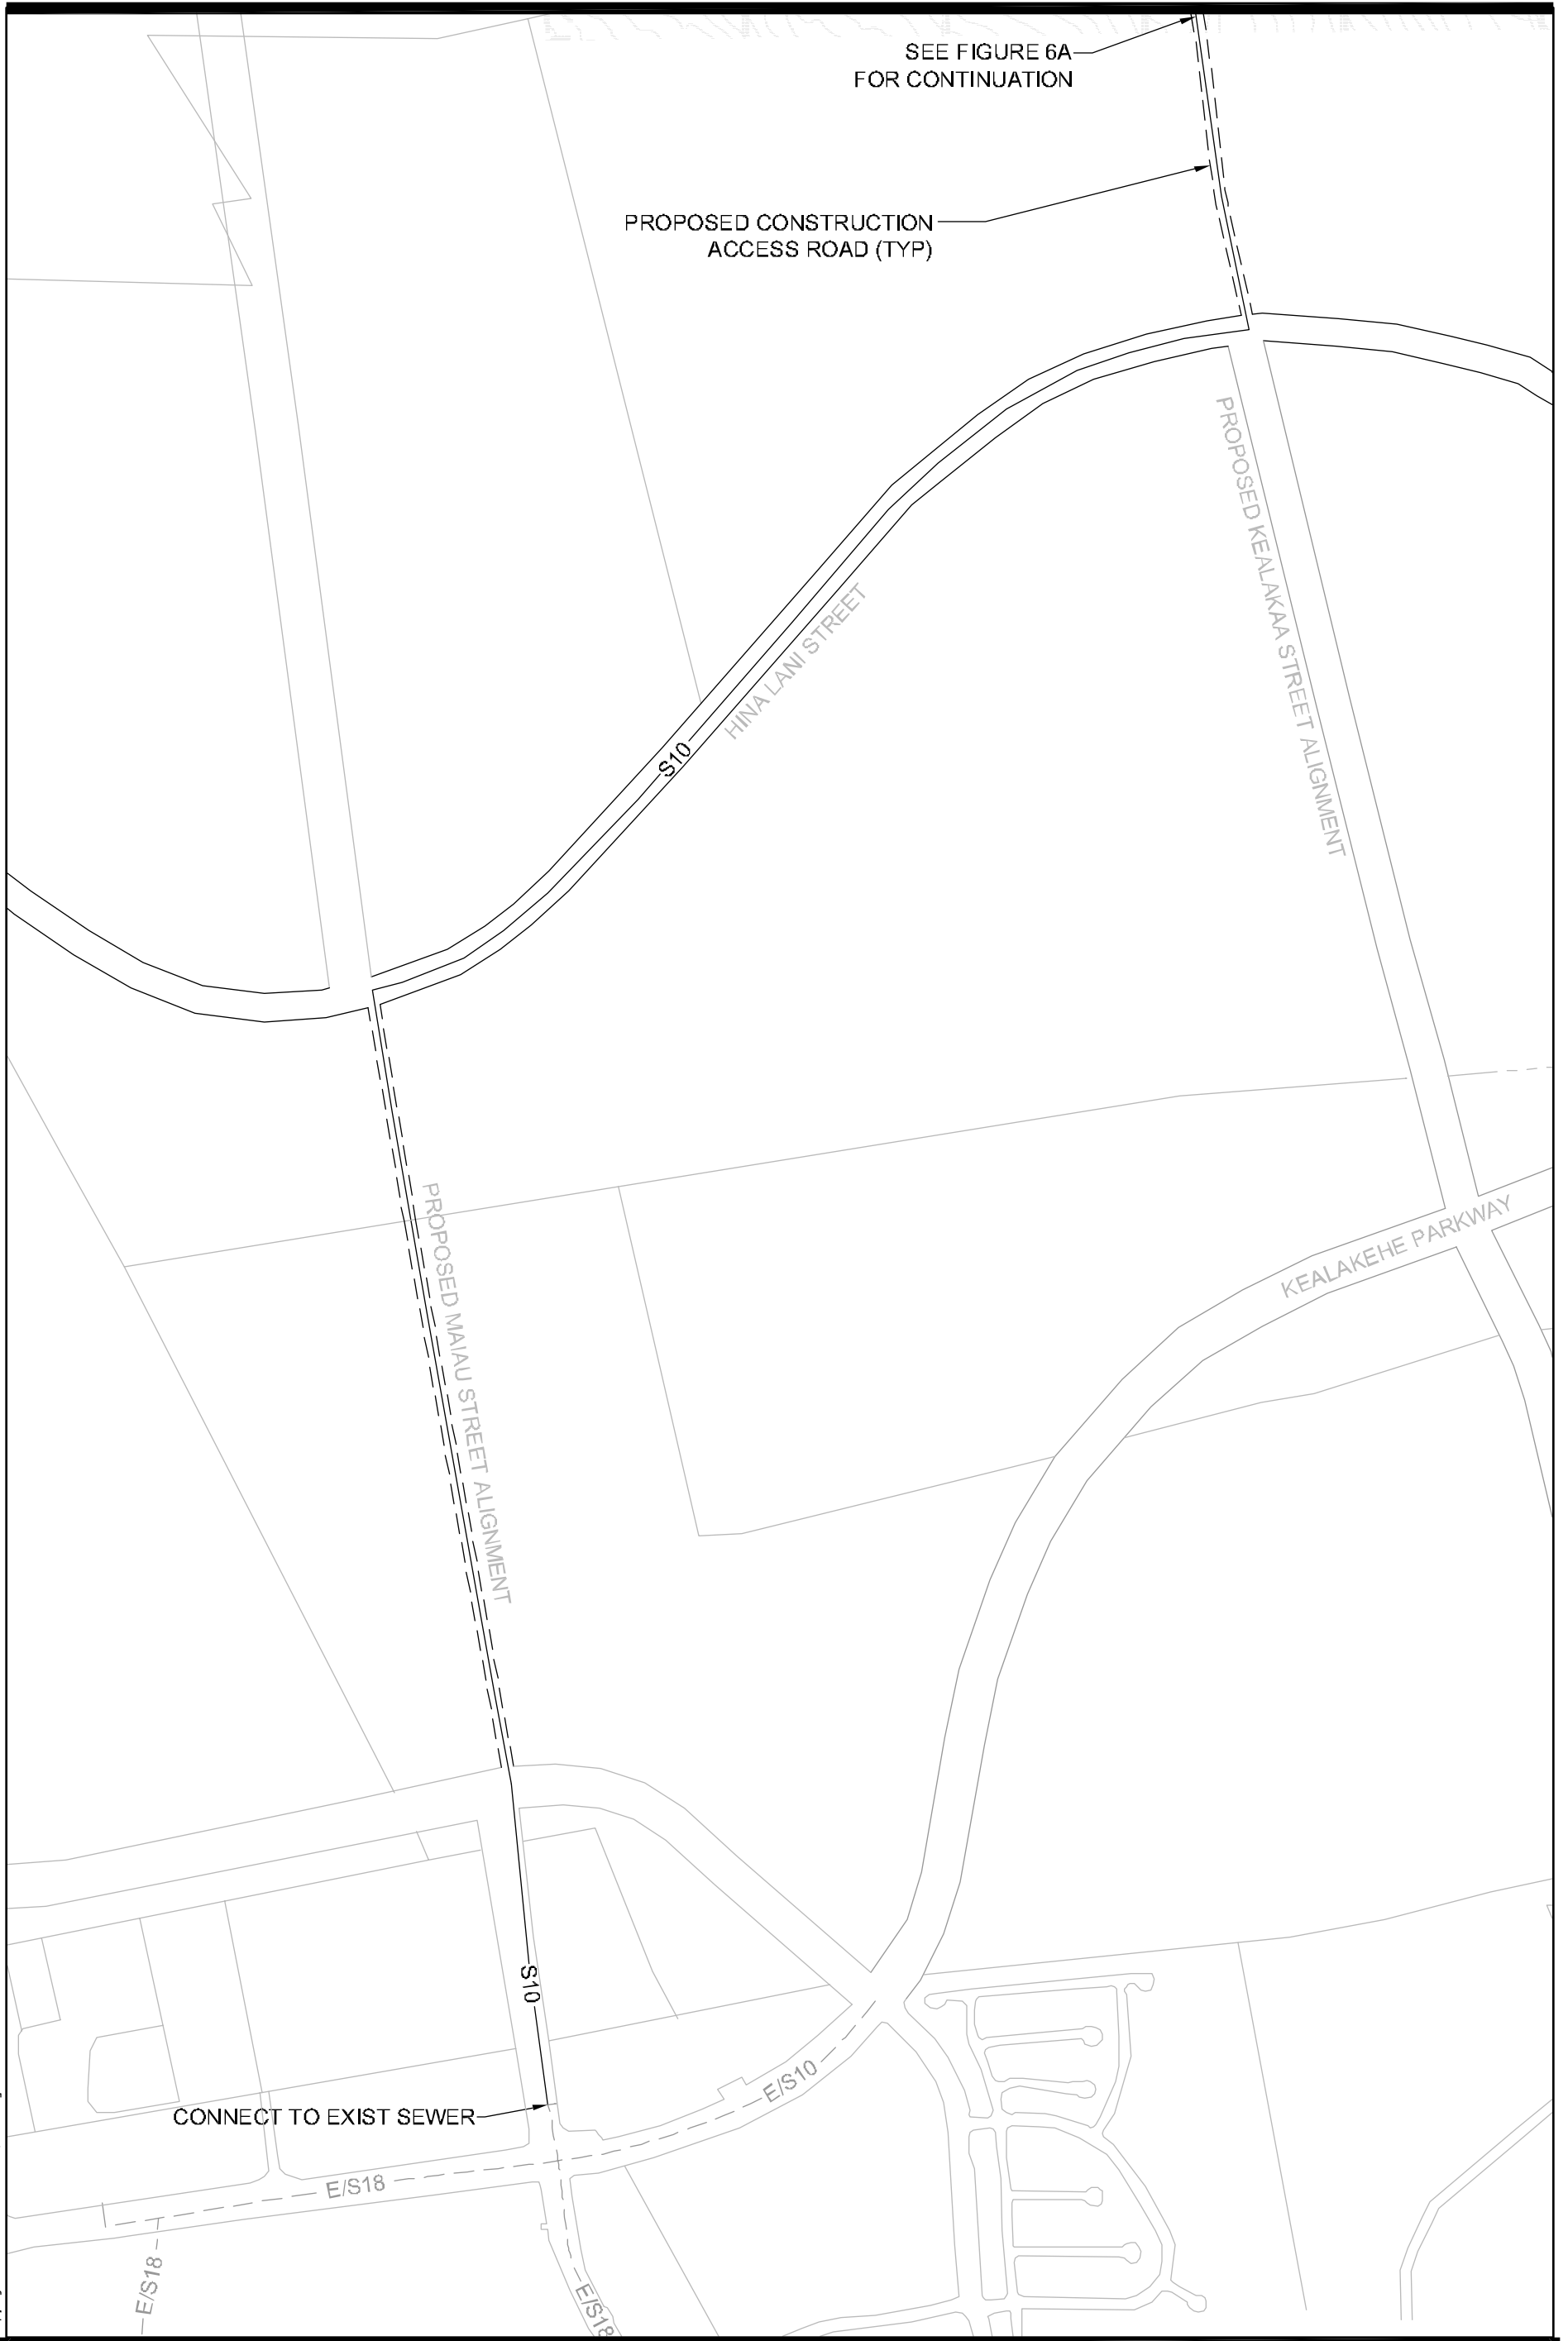 SEE FIGURE 6A
FOR CONTINUATION
PROPOSED CONSTRUCTION
ACCESS ROAD (TYP)
PROPOSED KEALAKAA STREET ALIGNMENT
HINA LANI STREET
S10
PROPOSED MAIAU STREET ALIGNMENT
KEALAKEHE PARKWAY
S10
E/S10
CONNECT TO EXIST SEWER
E/S18
E/S18
E/S18